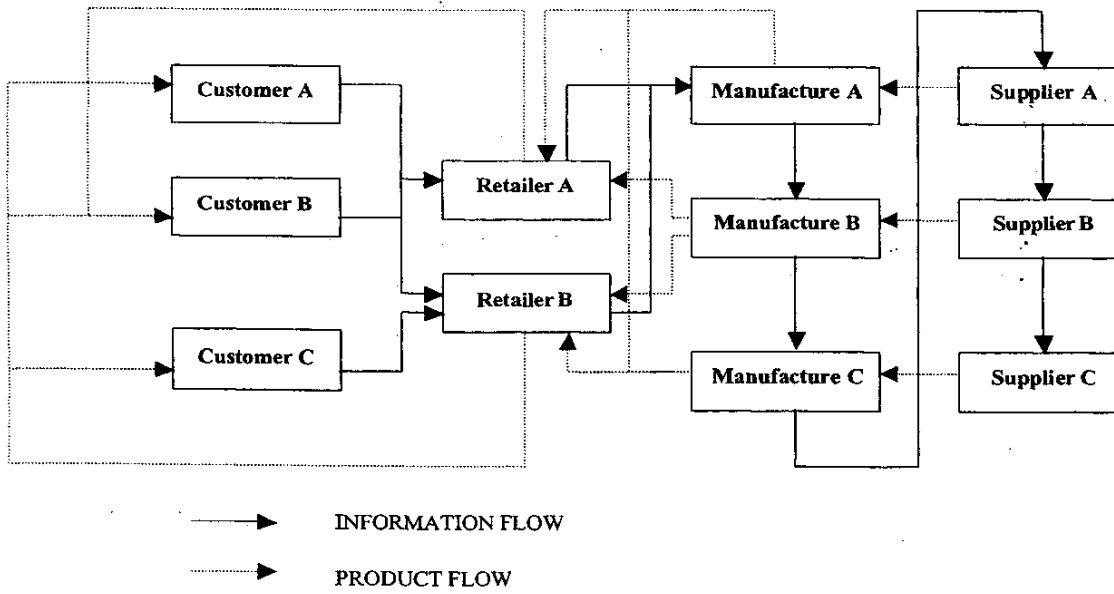 Customer A
Customer B
Customer C
Retailer A
Retailer B
Manufacture A
Manufacture B
Manufacture C
Supplier A
Supplier B
Supplier C
INFORMATION FLOW
PRODUCT FLOW